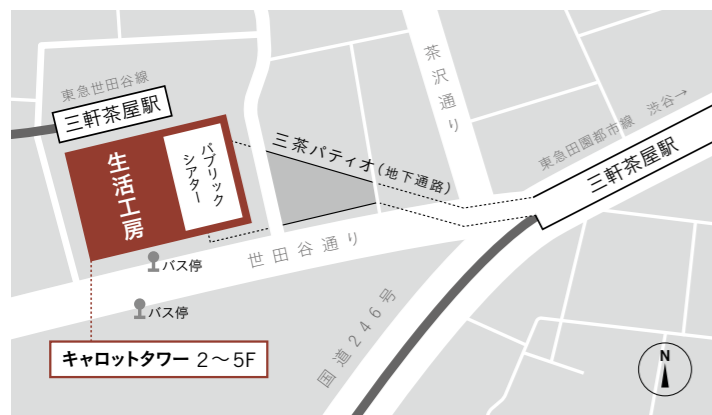 東急世田谷線
三軒茶屋駅
生活工房
パブリック
シアター
三茶パティオ（地下通路）
茶沢通り
東急田園都市線　渋谷→
三軒茶屋駅
世田谷通り
バス停
バス停
国道246号
キャロットタワー 2～5F
N